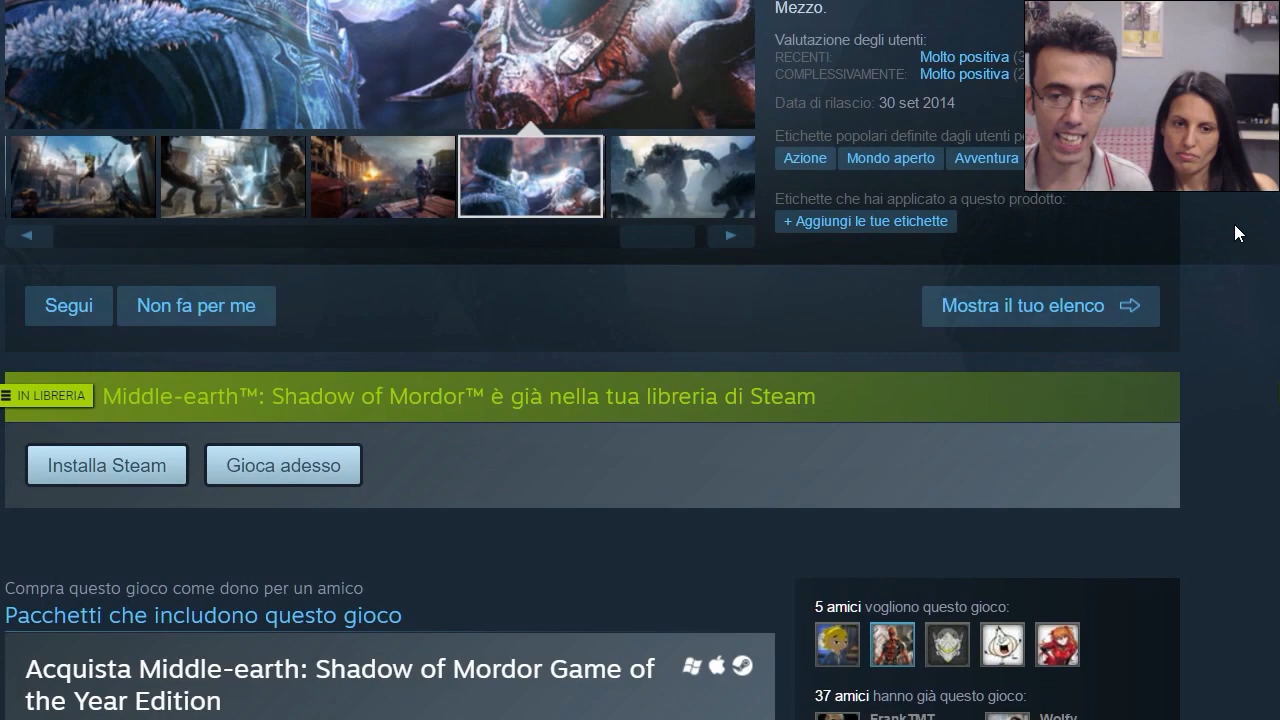 Mezzo.
Valutazione degli utenti:
RECENTI: Molto positiva
COMPLESSIVAMENTE: Molto positiva
Data di rilascio: 30 set 2014
Etichette popolari definite dagli utenti
Azione Mondo aperto Avventura
Etichette che hai applicato a questo prodotto:
+ Aggiungi le tue etichette
Segui Non fa per me Mostra il tuo elenco
IN LIBRERIA Middle-earth™: Shadow of Mordor™ è già nella tua libreria di Steam
Installa Steam Gioca adesso
Compra questo gioco come dono per un amico
Pacchetti che includono questo gioco
Acquista Middle-earth: Shadow of Mordor Game of
the Year Edition
5 amici vogliono questo gioco:
37 amici hanno già questo gioco:
FrankTMT Wolfy